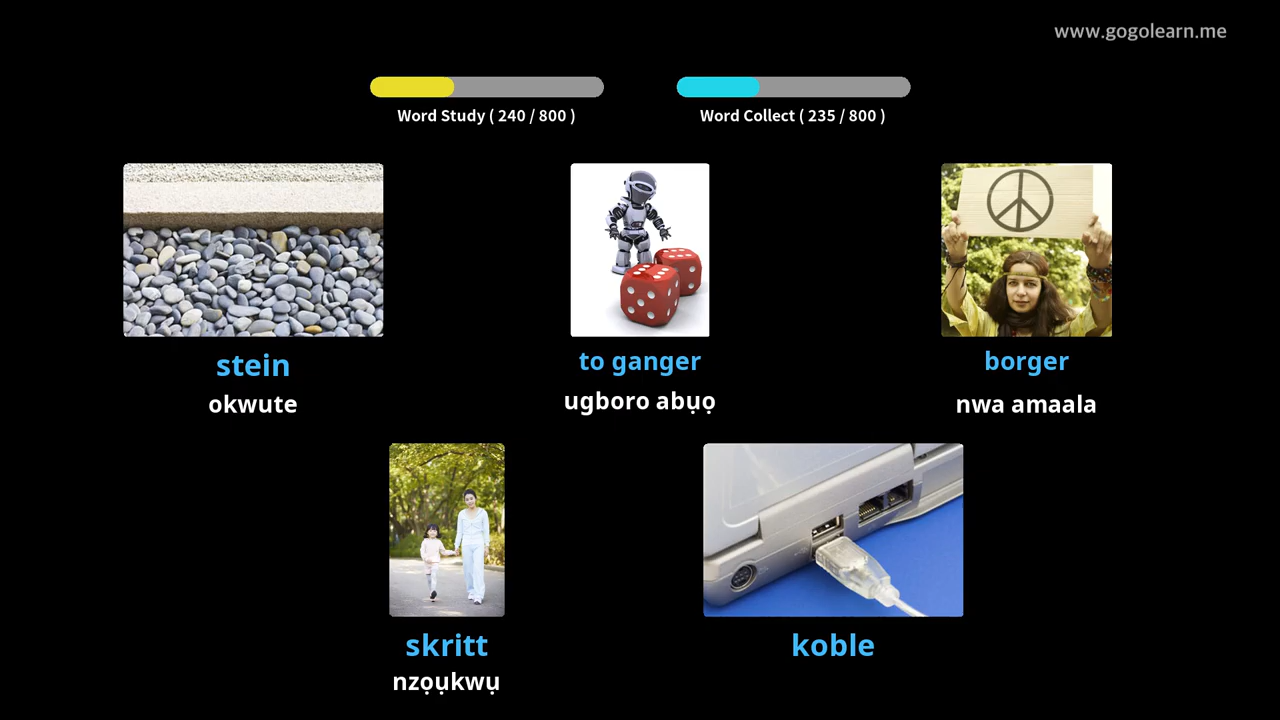 www.gogolearn.me
Word Study ( 240 / 800 )
Word Collect ( 235 / 800 )
stein
okwute
to ganger
ugboro abụọ
borger
nwa amaala
skritt
nzọụkwụ
koble